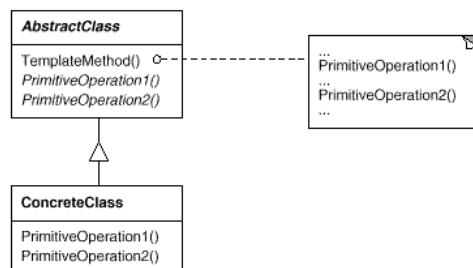 AbstractClass
TemplateMethod()
PrimitiveOperation1()
PrimitiveOperation2()
...
PrimitiveOperation1()
...
PrimitiveOperation2()
...
ConcreteClass
PrimitiveOperation1()
PrimitiveOperation2()